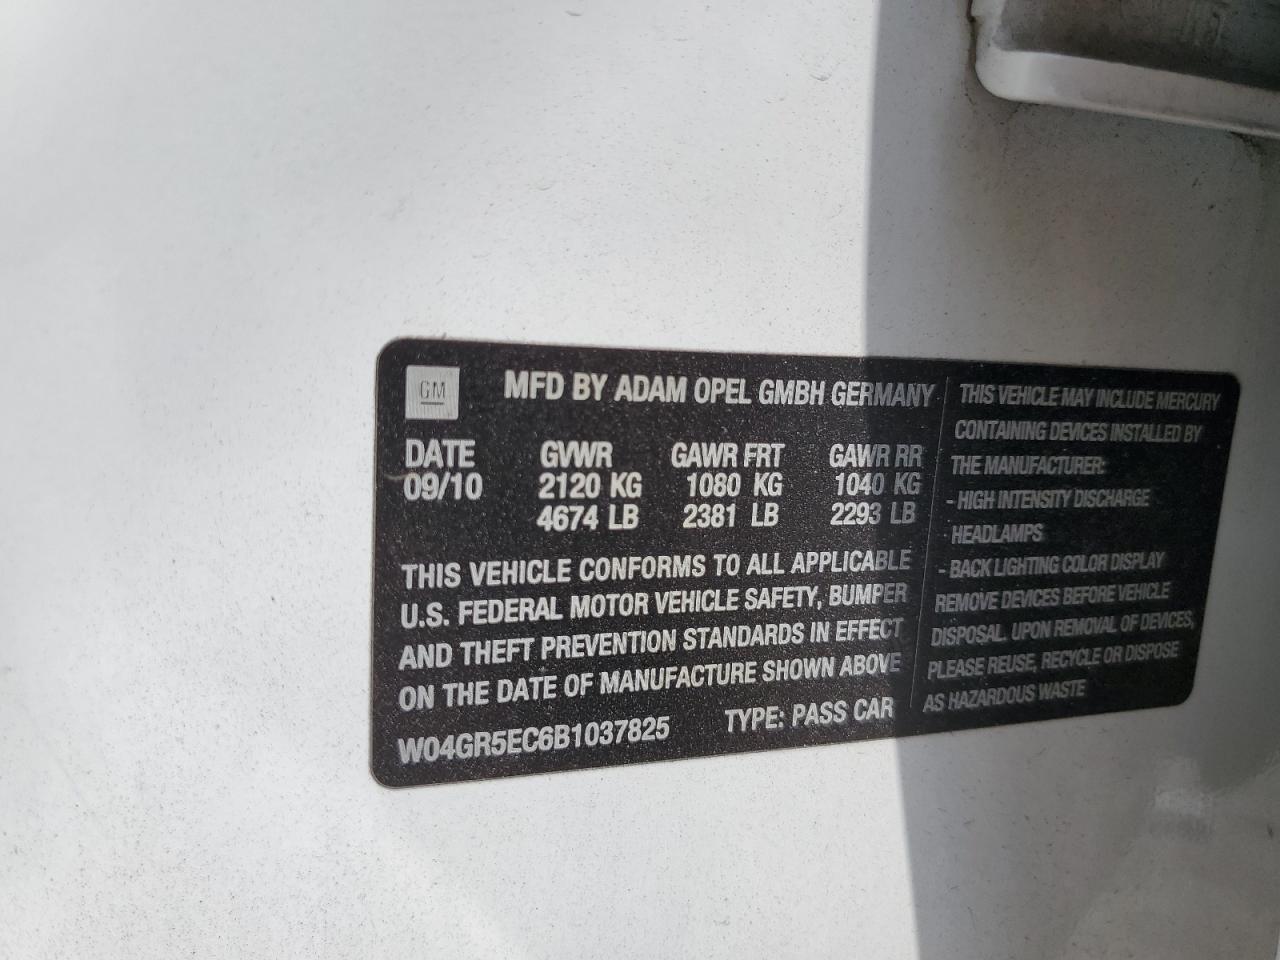 GM
MFD BY ADAM OPEL GMBH GERMANY
DATE GVWR GAWR FRT GAWR RR
09/10 2120 KG 1080 KG 1040 KG
4674 LB 2381 LB 2293 LB
THIS VEHICLE CONFORMS TO ALL APPLICABLE
U.S. FEDERAL MOTOR VEHICLE SAFETY, BUMPER
AND THEFT PREVENTION STANDARDS IN EFFECT
ON THE DATE OF MANUFACTURE SHOWN ABOVE
W04GR5EC6B1037825 TYPE: PASS CAR
THIS VEHICLE MAY INCLUDE MERCURY
CONTAINING DEVICES INSTALLED BY
THE MANUFACTURER:
- HIGH INTENSITY DISCHARGE
HEADLAMPS
- BACK LIGHTING COLOR DISPLAY
REMOVE DEVICES BEFORE VEHICLE
DISPOSAL. UPON REMOVAL OF DEVICES,
PLEASE REUSE, RECYCLE OR DISPOSE
AS HAZARDOUS WASTE